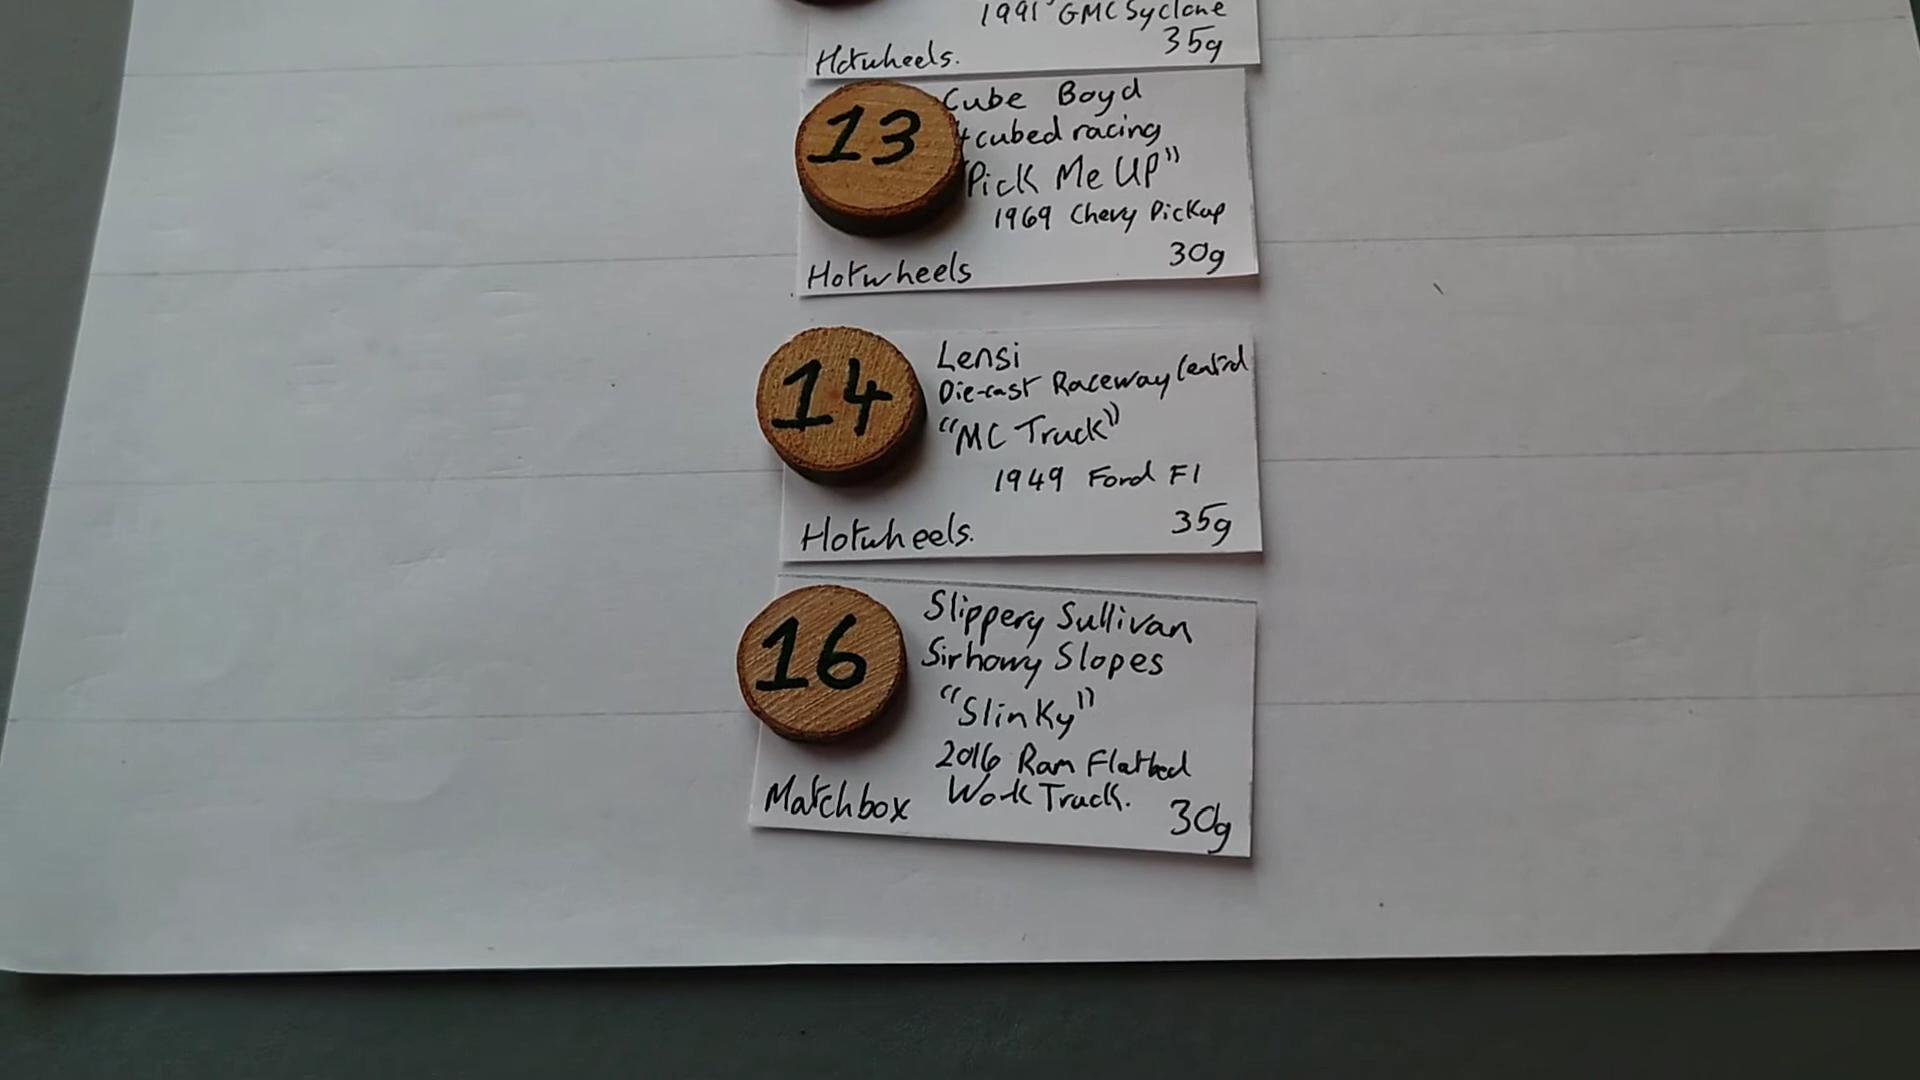 1991 GMC Syclone
35g
Hotwheels.
13
Cube Boyd
4cubed racing
"Pick Me UP"
1969 Chevy Pickup
30g
Hotwheels
14
Lensi
Die-cast Raceway Central
"MC Truck"
1949 Ford F1
35g
Hotwheels.
16
Slippery Sullivan
Sirhowy Slopes
"Slinky"
2016 Ram Flatbed
Work Truck.
Matchbox
30g